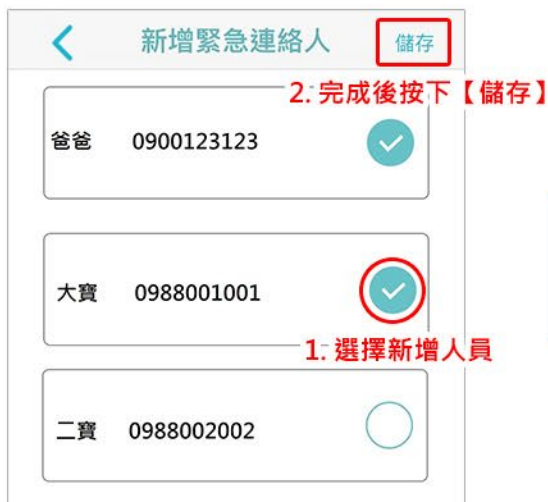 新增緊急連絡人 儲存
2. 完成後按下【儲存】
爸爸 0900123123
大寶 0988001001
1. 選擇新增人員
二寶 0988002002